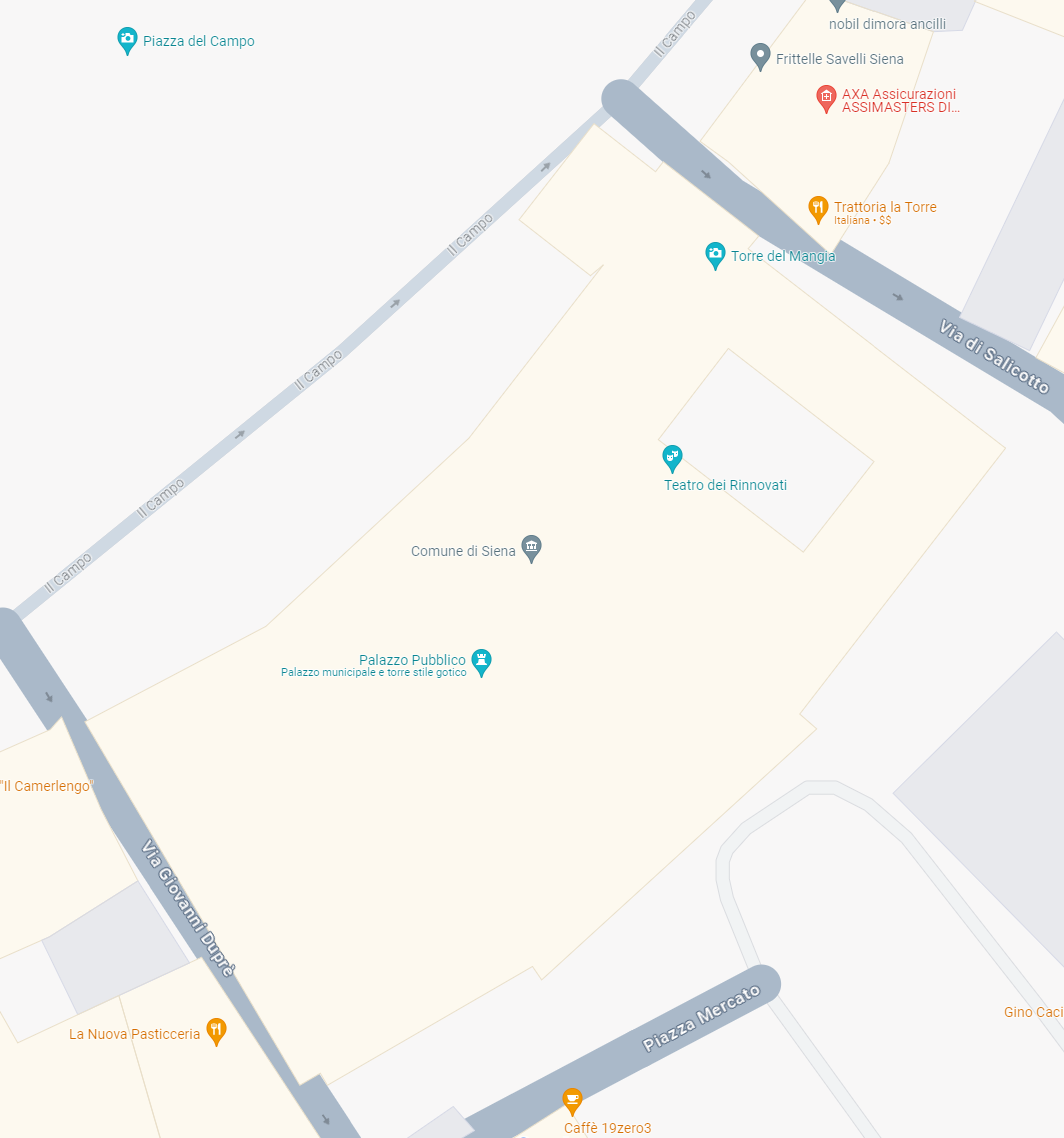 nobil dimora ancilli
Piazza del Campo
Il Campo
Frittelle Savelli Siena
AXA Assicurazioni
ASSIMASTERS DI...
Trattoria la Torre
Italiana • $$
Il Campo
Torre del Mangia
Via di Salicotto
Il Campo
Teatro dei Rinnovati
Il Campo
Comune di Siena
Il Campo
Palazzo Pubblico
Palazzo municipale e torre stile gotico
"Il Camerlengo"
Via Giovanni Duprè
Piazza Mercato
Gino Caci
La Nuova Pasticceria
Caffè 19zero3